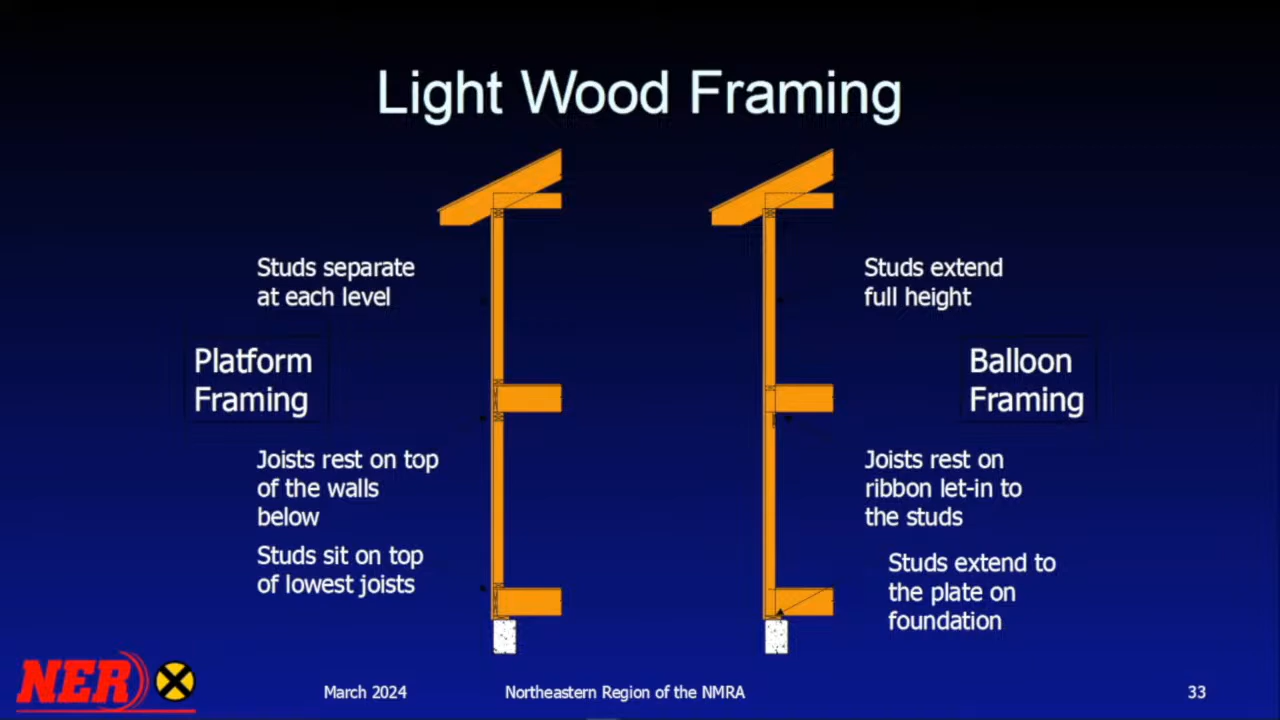 Light Wood Framing
Studs separate
at each level
Platform
Framing
Joists rest on top
of the walls
below
Studs sit on top
of lowest joists
Studs extend
full height
Balloon
Framing
Joists rest on
ribbon let-in to
the studs
Studs extend to
the plate on
foundation
NER
March 2024
Northeastern Region of the NMRA
33